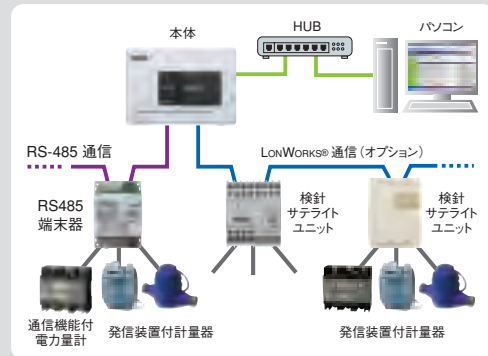 本体
HUB
パソコン
RS-485 通信
LONWORKS® 通信（オプション）
RS485
端末器
検針
サテライト
ユニット
検針
サテライト
ユニット
通信機能付
電力量計
発信装置付計量器
発信装置付計量器